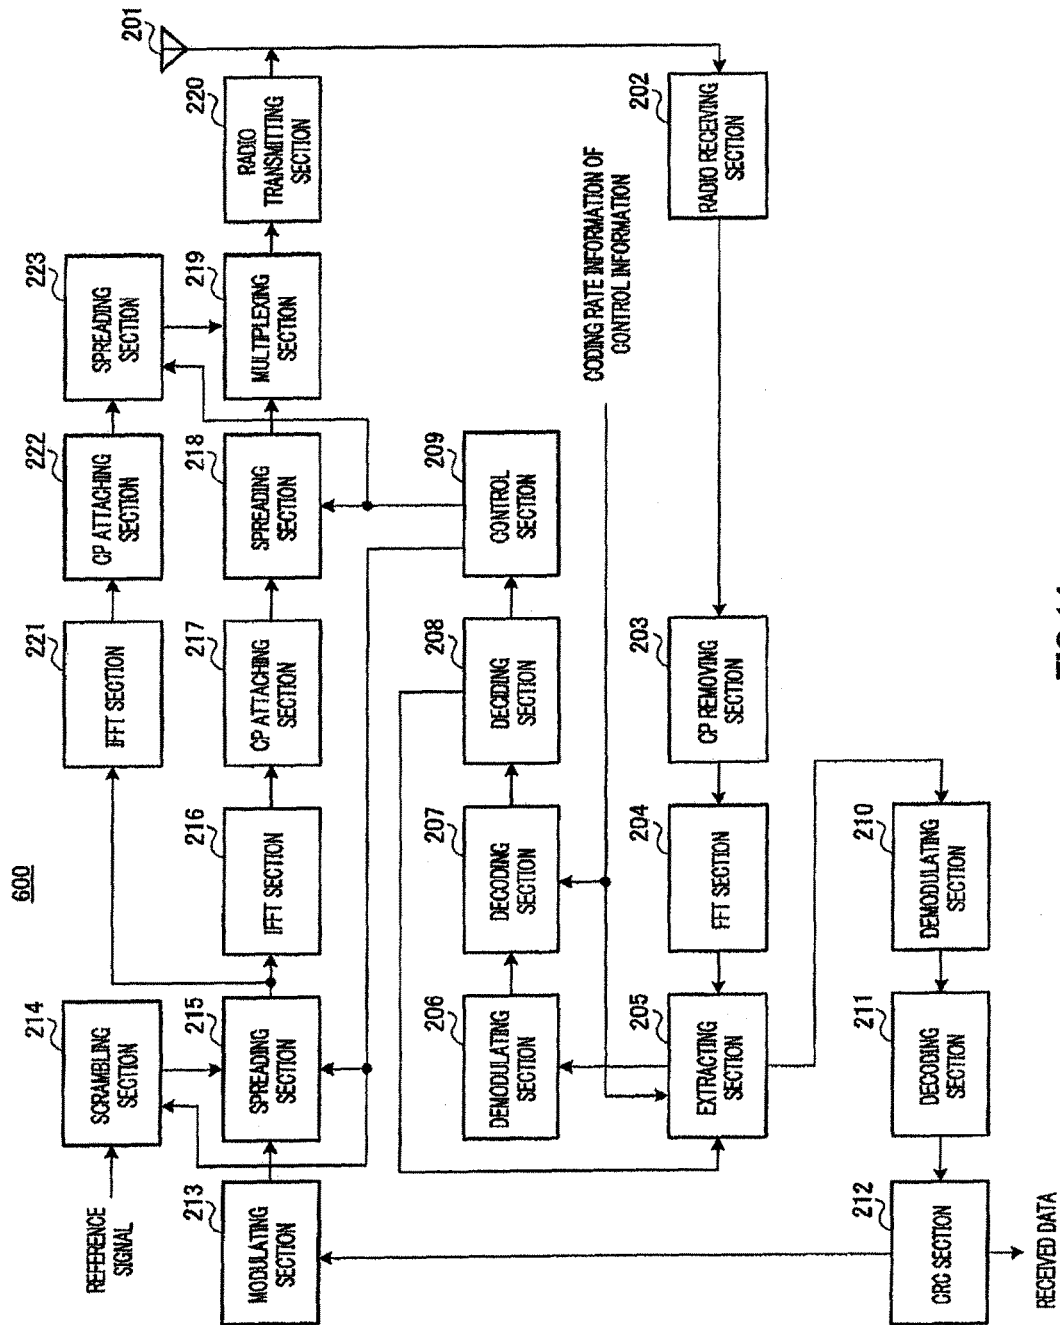 600
REFERENCE
SIGNAL
214
SCRAMBLING
SECTION
221
IFFT SECTION
222
CP ATTACHING
SECTION
223
SPREADING
SECTION
201
213
MODULATING
SECTION
215
SPREADING
SECTION
216
IFFT SECTION
217
CP ATTACHING
SECTION
218
SPREADING
SECTION
219
MULTIPLEXING
SECTION
220
RADIO
TRANSMITTING
SECTION
206
DEMODULATING
SECTION
207
DECODING
SECTION
208
DECIDING
SECTION
209
CONTROL
SECTION
CODING RATE INFORMATION OF
CONTROL INFORMATION
205
EXTRACTING
SECTION
204
FFT SECTION
203
CP REMOVING
SECTION
202
RADIO RECEIVING
SECTION
212
CRC SECTION
211
DECODING
SECTION
210
DEMODULATING
SECTION
RECEIVED DATA